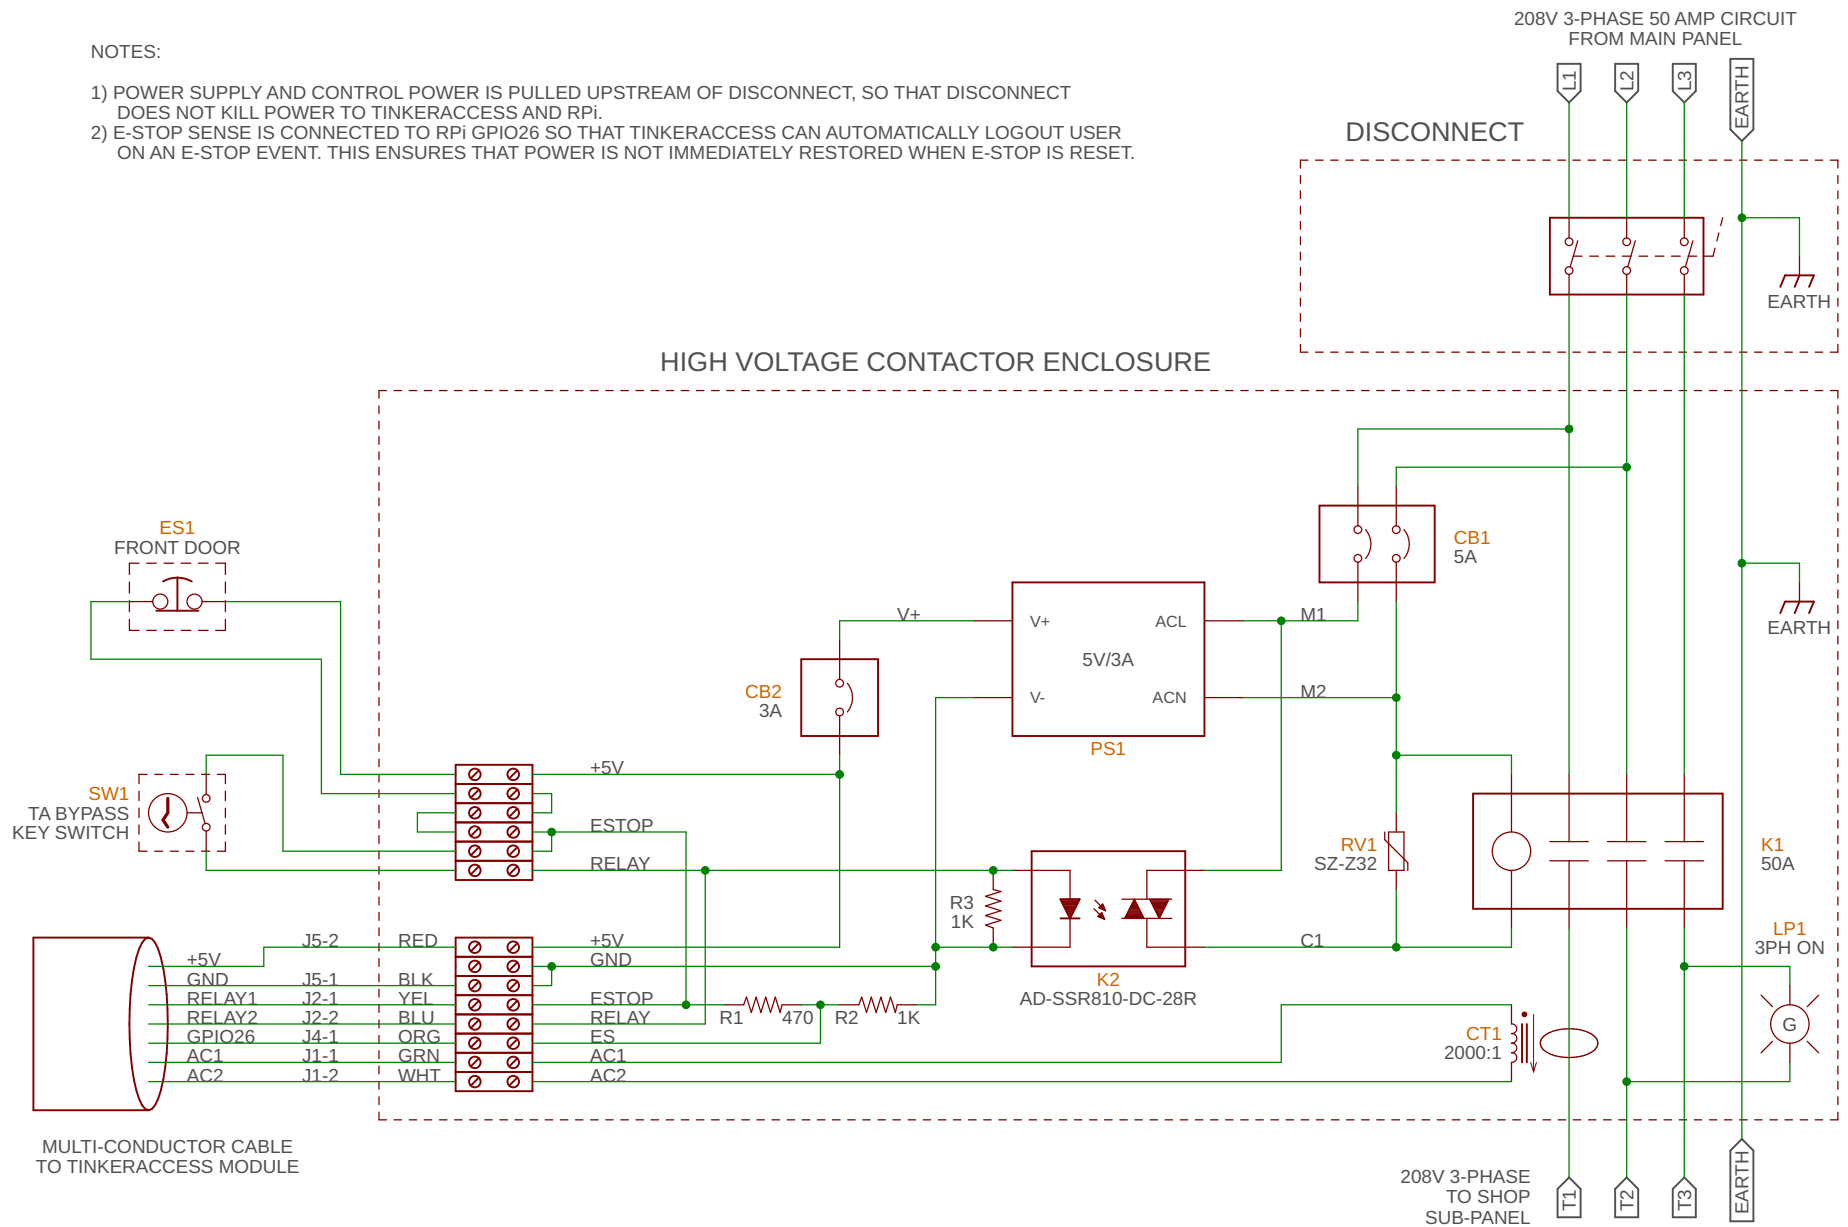 208V 3-PHASE 50 AMP CIRCUIT
FROM MAIN PANEL
L1
L2
L3
EARTH
NOTES:
1) POWER SUPPLY AND CONTROL POWER IS PULLED UPSTREAM OF DISCONNECT, SO THAT DISCONNECT
DOES NOT KILL POWER TO TINKERACCESS AND RPi.
2) E-STOP SENSE IS CONNECTED TO RPi GPIO26 SO THAT TINKERACCESS CAN AUTOMATICALLY LOGOUT USER
ON AN E-STOP EVENT. THIS ENSURES THAT POWER IS NOT IMMEDIATELY RESTORED WHEN E-STOP IS RESET.
DISCONNECT
EARTH
HIGH VOLTAGE CONTACTOR ENCLOSURE
ES1
FRONT DOOR
CB1
5A
V+
V+
ACL
M1
5V/3A
V-
ACN
M2
PS1
EARTH
CB2
3A
SW1
TA BYPASS
KEY SWITCH
+5V
ESTOP
RELAY
R3
1K
K2
AD-SSR810-DC-28R
RV1
SZ-Z32
C1
K1
50A
LP1
3PH ON
G
+5V J5-2 RED +5V
GND J5-1 BLK GND
RELAY1 J2-1 YEL ESTOP
RELAY2 J2-2 BLU RELAY
GPIO26 J4-1 ORG ES
AC1 J1-1 GRN AC1
AC2 J1-2 WHT AC2
R1 470 R2 1K
CT1
2000:1
MULTI-CONDUCTOR CABLE
TO TINKERACCESS MODULE
208V 3-PHASE
TO SHOP
SUB-PANEL
T1
T2
T3
EARTH